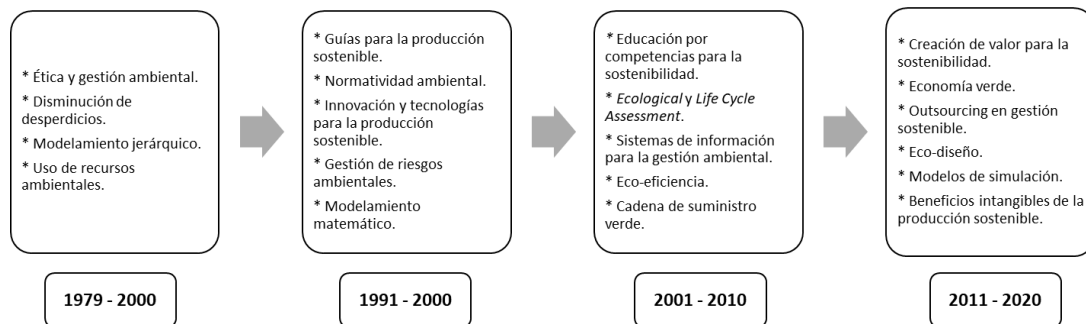 * Ética y gestión ambiental.
* Disminución de
desperdicios.
* Modelamiento jerárquico.
* Uso de recursos
ambientales.
1979 - 2000
* Guías para la producción
sostenible.
* Normatividad ambiental.
* Innovación y tecnologías
para la producción
sostenible.
* Gestión de riesgos
ambientales.
* Modelamiento
matemático.
1991 - 2000
* Educación por
competencias para la
sostenibilidad.
* Ecological y Life Cycle
Assessment.
* Sistemas de información
para la gestión ambiental.
* Eco-eficiencia.
* Cadena de suministro
verde.
2001 - 2010
* Creación de valor para la
sostenibilidad.
* Economía verde.
* Outsourcing en gestión
sostenible.
* Eco-diseño.
* Modelos de simulación.
* Beneficios intangibles de la
producción sostenible.
2011 - 2020